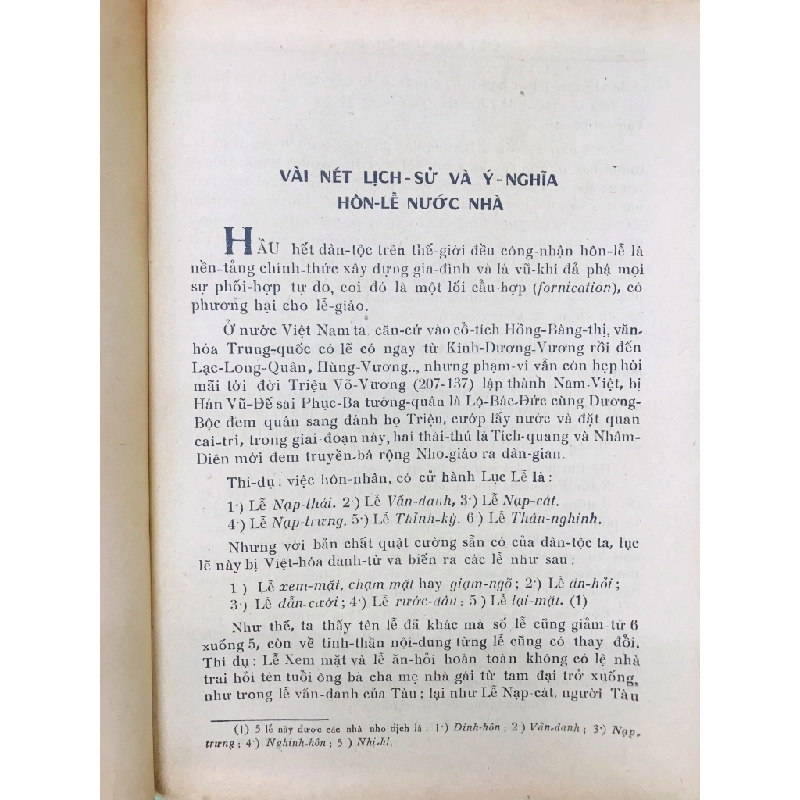 VÀI NÉT LỊCH-SỬ VÀ Ý-NGHĨA
HÔN-LỄ NƯỚC NHÀ
HẦU hết dân-tộc trên thế-giới đều công-nhận hôn-lễ là
nền-tảng chính-thức xây dựng gia-đình và là vũ-khí đả phá mọi
sự phối-hợp tự do, coi đó là một lối cẩu-hợp (fornication), có
phương hại cho lễ-giáo.
Ở nước Việt Nam ta, căn-cứ vào cổ-tích Hồng-Bàng-thị, văn-
hóa Trung-quốc có lẽ có ngay từ Kinh-Dương-Vương rồi đến
Lạc-Long-Quân, Hùng-Vương.., nhưng phạm-vi vẫn còn hẹp hòi
mãi tới đời Triệu Võ-Vương (207-137) lập thành Nam-Việt, bị
Hán Vũ-Đế sai Phục-Ba tướng-quân là Lộ-Bác-Đức cùng Dương-
Bộc đem quân sang đánh họ Triệu, cướp lấy nước và đặt quan
cai-trị, trong giai-đoạn này, hai thái-thú là Tích-quang và Nhâm-
Diên mới đem truyền-bá rộng Nho-giáo ra dân-gian.
Thí-dụ, việc hôn-nhân, có cử hành Lục Lễ là :
1·) Lễ Nạp-thái. 2·) Lễ Vấn-danh, 3·) Lễ Nạp-cát.
4·) Lễ Nạp-trưng. 5·) Lễ Thỉnh-kỳ. 6·) Lễ Thân-nghinh.
Nhưng với bản chất quật cường sẵn có của dân-tộc ta, lục
lễ này bị Việt-hóa danh-từ và biến ra các lễ như sau :
1 ) Lễ xem-mặt, chạm mặt hay giạm-ngõ ; 2·) Lễ ăn-hỏi ;
3·) Lễ dẫn-cưới ; 4·) Lễ rước-dâu ; 5 ) Lễ lại-mặt. (1)
Như thế, ta thấy tên lễ đã khác mà số lễ cũng giảm từ 6
xuống 5, còn về tinh-thần nội-dung từng lễ cũng có thay đổi.
Thí dụ : Lễ Xem mặt và lễ ăn-hỏi hoàn toàn không có lệ nhà
trai hỏi tên tuổi ông bà cha mẹ nhà gái từ tam đại trở xuống,
như trong lễ vấn-danh của Tàu ; lại như Lễ Nạp-cát, người Tàu
(1) 5 lễ này được các nhà nho dịch là : 1·) Đính-hôn ; 2·) Vấn-danh ; 3·) Nạp-
trưng ; 4·) Nghinh-hôn ; 5 ) Nhị-hỉ.